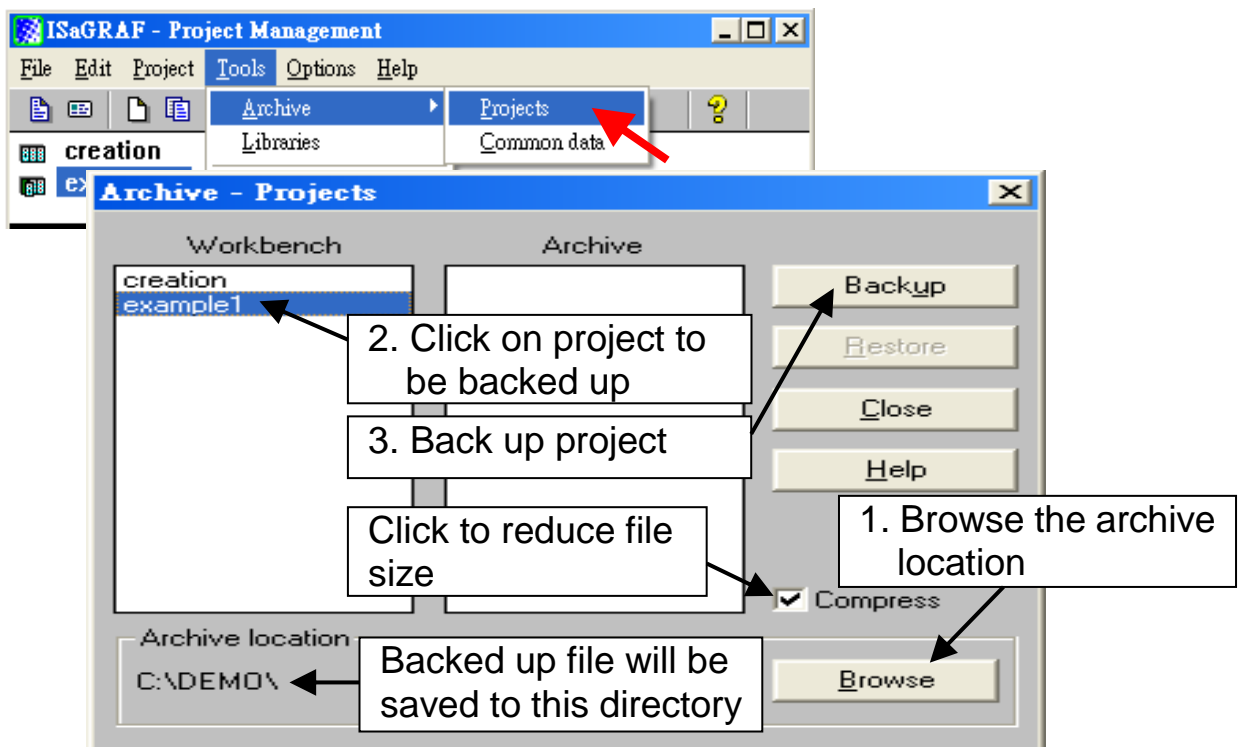 ISaGRAF - Project Management
File Edit Project Tools Options Help
Archive Projects
Libraries Common data
creation
ex
Archive - Projects
Workbench Archive
creation
example1
Backup
2. Click on project to
be backed up
Restore
Close
3. Back up project
Help
Click to reduce file
size
1. Browse the archive
location
Compress
Archive location
C:\DEMO\
Backed up file will be
saved to this directory
Browse